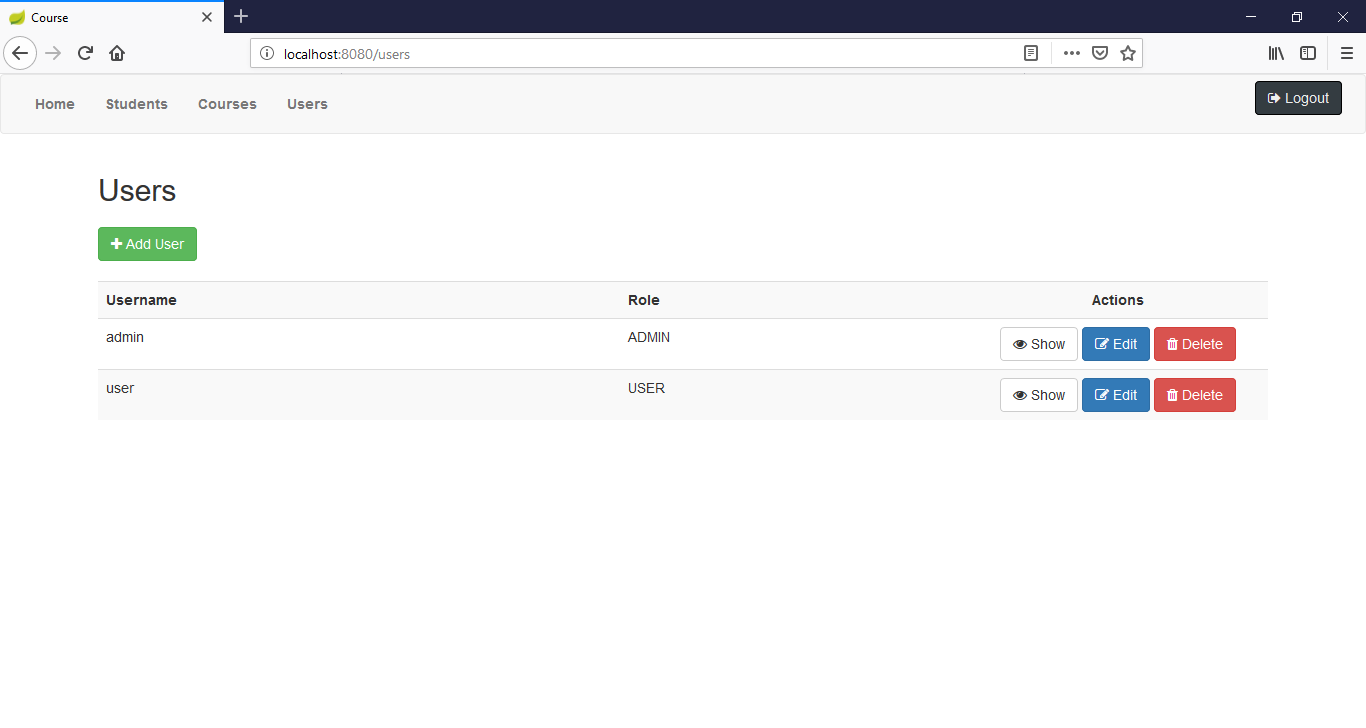 Course
localhost:8080/users
Home Students Courses Users Logout
Users
Add User
Username Role Actions
admin ADMIN Show Edit Delete
user USER Show Edit Delete